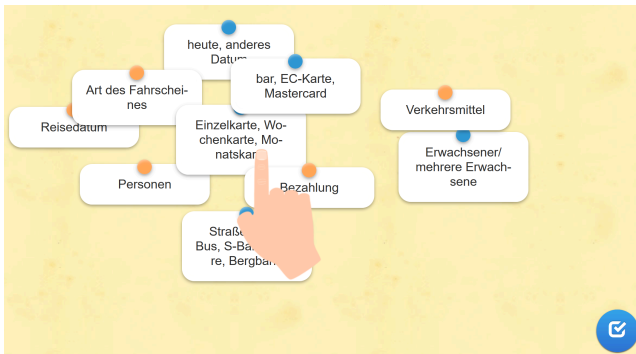 heute, anderes
Datum
bar, EC-Karte,
Mastercard
Art des Fahrschei-
nes
Reisedatum
Einzelkarte, Wo-
chenkarte, Mo-
natskar
Verkehrsmittel
Erwachsener/
mehrere Erwach-
sene
Personen
Bezahlung
Straße
Bus, S-Ba
re, Bergbah